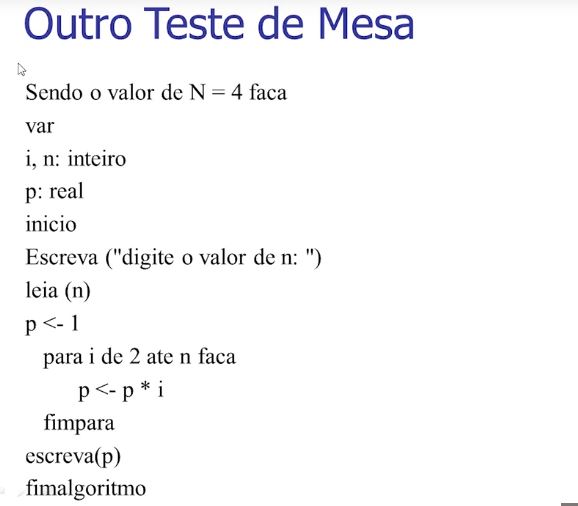 Outro Teste de Mesa
Sendo o valor de N = 4 faca
var
i, n: inteiro
p: real
inicio
Escreva ("digite o valor de n: ")
leia (n)
p <- 1
para i de 2 ate n faca
p <- p * i
fimpara
escreva(p)
fimalgoritmo